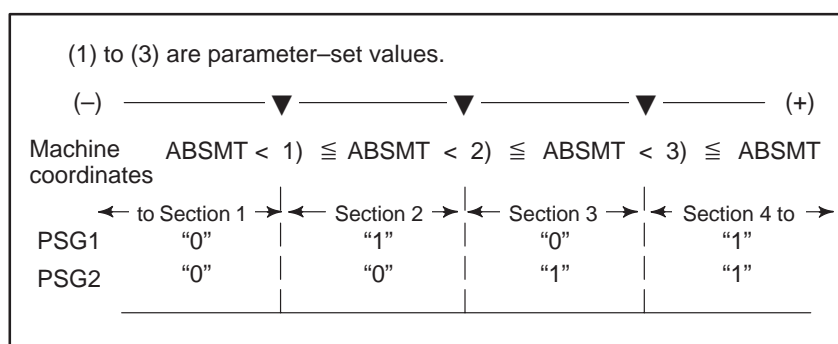 (1) to (3) are parameter–set values.
(–) (+)
Machine coordinates ABSMT < 1) ≦ ABSMT < 2) ≦ ABSMT < 3) ≦ ABSMT
to Section 1 Section 2 Section 3 Section 4 to
PSG1 “0” “1” “0” “1”
PSG2 “0” “0” “1” “1”